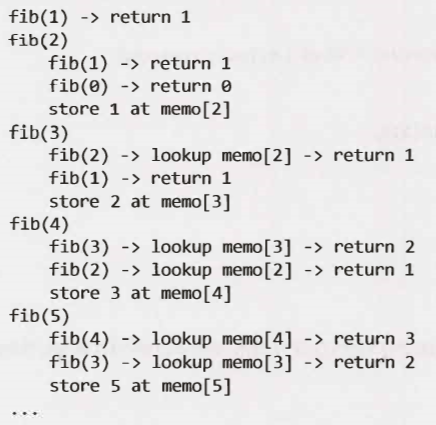 fib(1) -> return 1
fib(2)
    fib(1) -> return 1
    fib(0) -> return 0
    store 1 at memo[2]
fib(3)
    fib(2) -> lookup memo[2] -> return 1
    fib(1) -> return 1
    store 2 at memo[3]
fib(4)
    fib(3) -> lookup memo[3] -> return 2
    fib(2) -> lookup memo[2] -> return 1
    store 3 at memo[4]
fib(5)
    fib(4) -> lookup memo[4] -> return 3
    fib(3) -> lookup memo[3] -> return 2
    store 5 at memo[5]
...